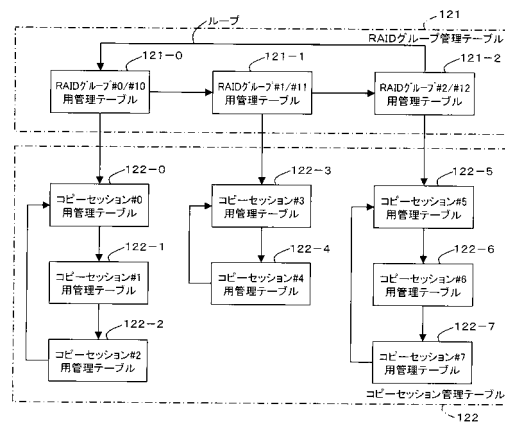 ループ
121
RAIDグループ管理テーブル
121-0
121-1
121-2
RAIDグループ#0/#10
用管理テーブル
RAIDグループ#1/#11
用管理テーブル
RAIDグループ#2/#12
用管理テーブル
122-0
122-3
122-5
コピーセッション#0
用管理テーブル
コピーセッション#3
用管理テーブル
コピーセッション#5
用管理テーブル
122-1
122-4
122-6
コピーセッション#1
用管理テーブル
コピーセッション#4
用管理テーブル
コピーセッション#6
用管理テーブル
122-2
122-7
コピーセッション#2
用管理テーブル
コピーセッション#7
用管理テーブル
コピーセッション管理テーブル
122